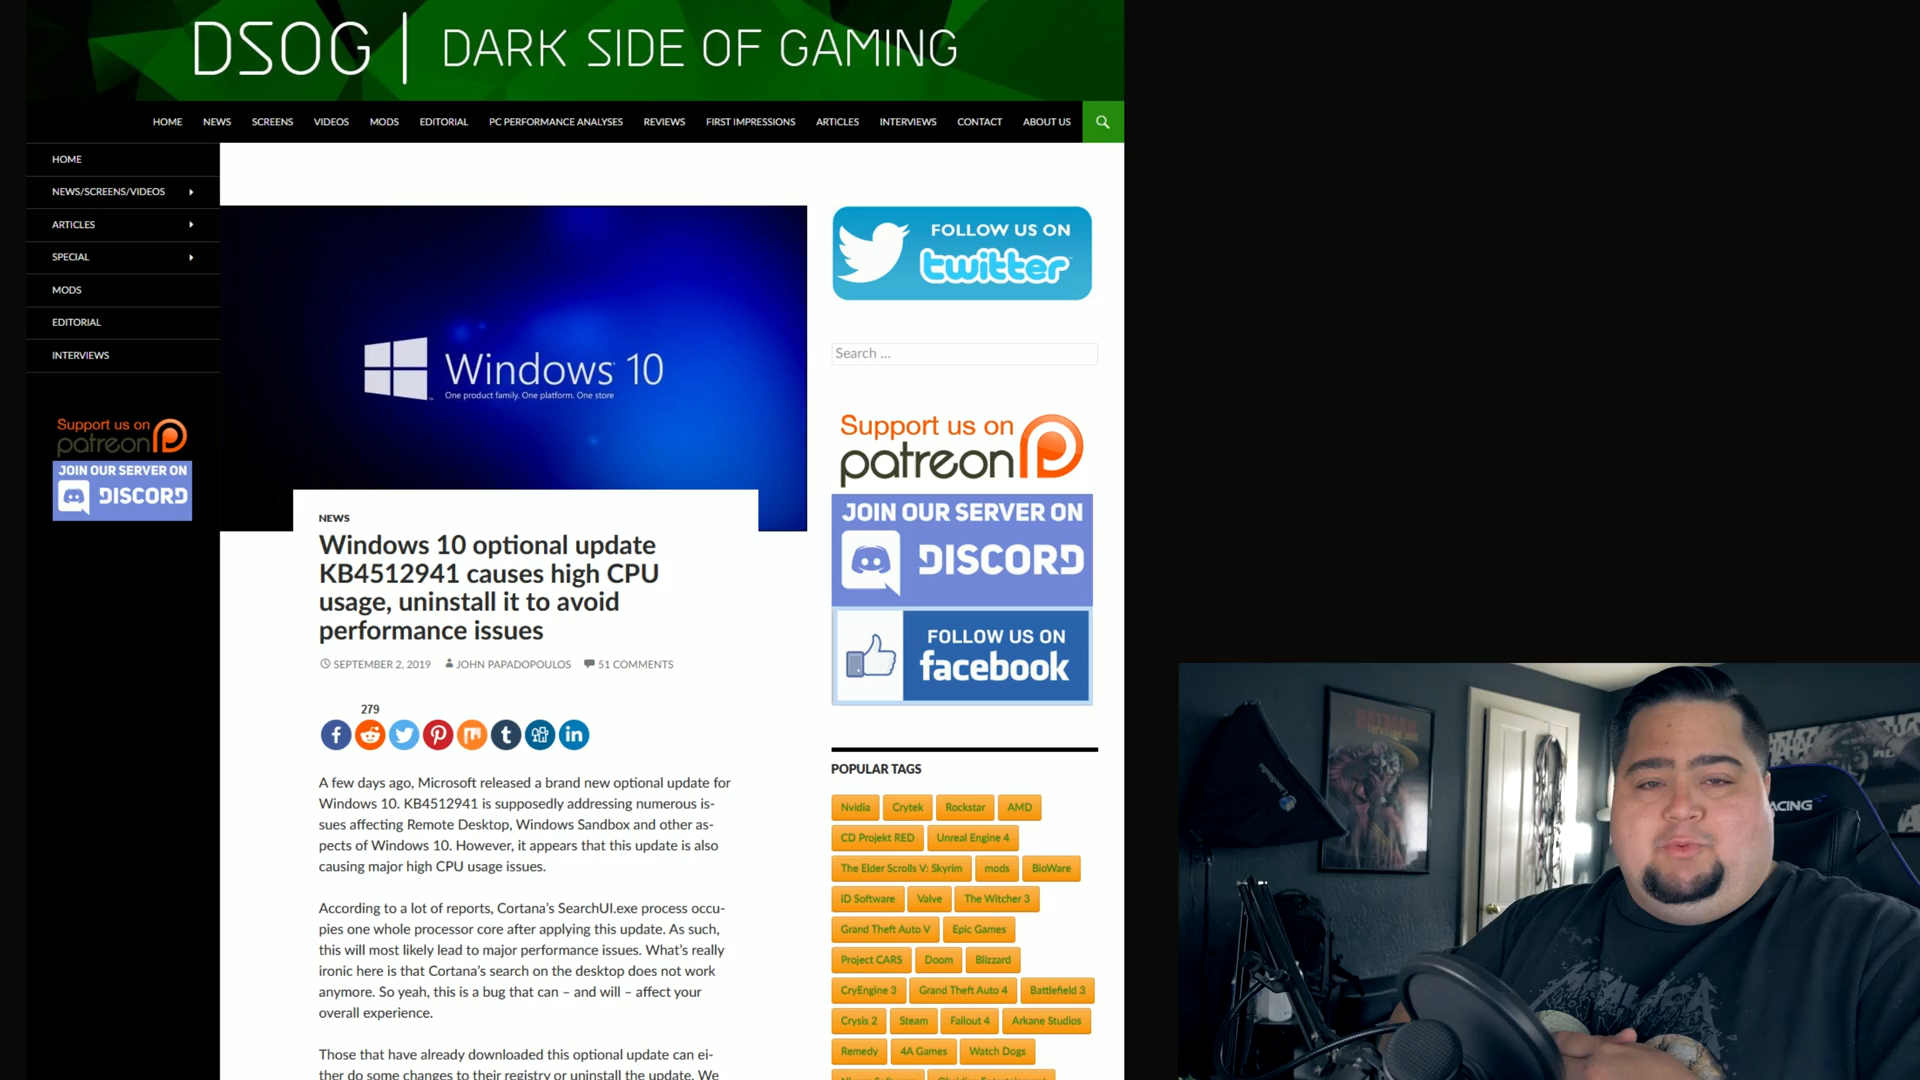 DSOG | DARK SIDE OF GAMING
HOME NEWS SCREENS VIDEOS MODS EDITORIAL PC PERFORMANCE ANALYSES REVIEWS FIRST IMPRESSIONS ARTICLES INTERVIEWS CONTACT ABOUT US
HOME
NEWS/SCREENS/VIDEOS
ARTICLES
SPECIAL
MODS
EDITORIAL
INTERVIEWS
Support us on
patreon
JOIN OUR SERVER ON
DISCORD
Windows 10
One product family. One platform. One store
NEWS
Windows 10 optional update
KB4512941 causes high CPU
usage, uninstall it to avoid
performance issues
SEPTEMBER 2, 2019 JOHN PAPADOPOULOS 51 COMMENTS
279
A few days ago, Microsoft released a brand new optional update for
Windows 10. KB4512941 is supposedly addressing numerous is-
sues affecting Remote Desktop, Windows Sandbox and other as-
pects of Windows 10. However, it appears that this update is also
causing major high CPU usage issues.
According to a lot of reports, Cortana's SearchUI.exe process occu-
pies one whole processor core after applying this update. As such,
this will most likely lead to major performance issues. What's really
ironic here is that Cortana's search on the desktop does not work
anymore. So yeah, this is a bug that can – and will – affect your
overall experience.
Those that have already downloaded this optional update can ei-
ther do some changes to their registry or uninstall the update. We
FOLLOW US ON
twitter
Search ...
Support us on
patreon
JOIN OUR SERVER ON
DISCORD
FOLLOW US ON
facebook
POPULAR TAGS
Nvidia Crytek Rockstar AMD
CD Projekt RED Unreal Engine 4
The Elder Scrolls V: Skyrim mods BioWare
iD Software Valve The Witcher 3
Grand Theft Auto V Epic Games
Project CARS Doom Blizzard
CryEngine 3 Grand Theft Auto 4 Battlefield 3
Crysis 2 Steam Fallout 4 Arkane Studios
Remedy 4A Games Watch Dogs
BATMAN
ACING